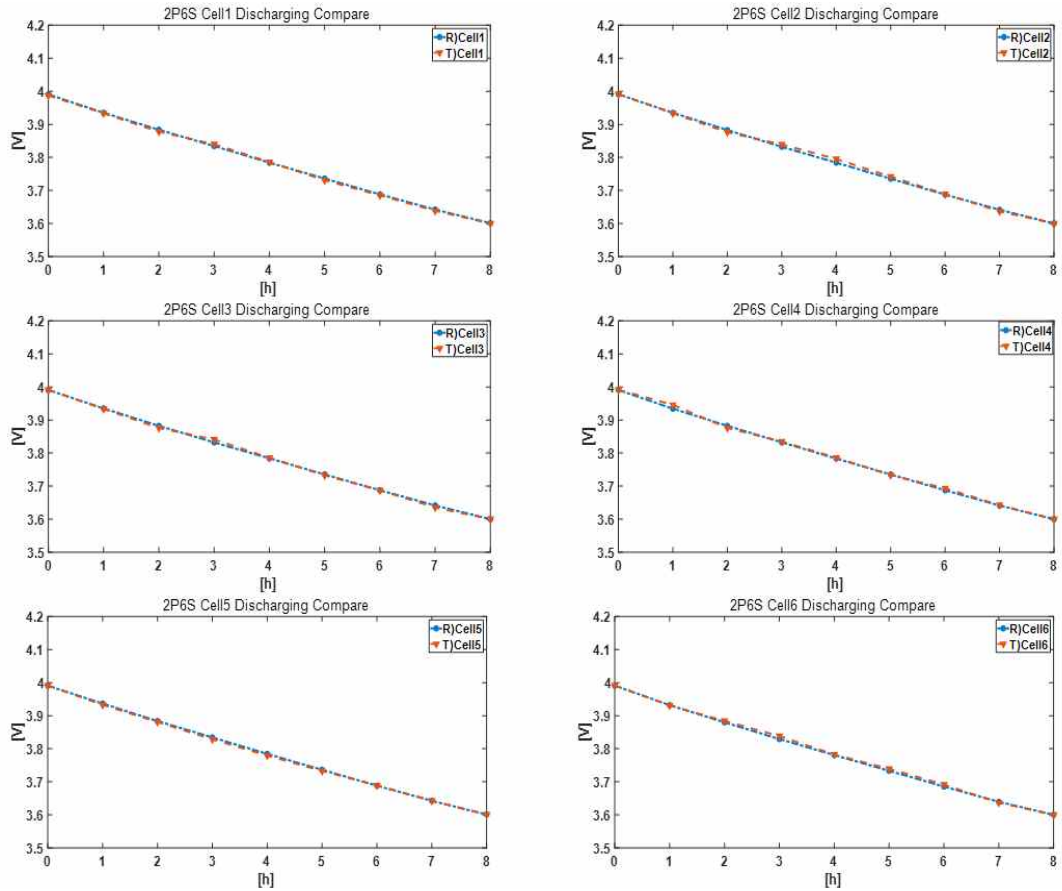 2P6S Cell1 Discharging Compare
4.2
4.1
4
3.9
3.8
3.7
3.6
3.5
[V]
R)Cell1
T)Cell1
0 1 2 3 4 5 6 7 8
[h]
2P6S Cell2 Discharging Compare
4.2
4.1
4
3.9
3.8
3.7
3.6
3.5
[V]
R)Cell2
T)Cell2
0 1 2 3 4 5 6 7 8
[h]
2P6S Cell3 Discharging Compare
4.2
4.1
4
3.9
3.8
3.7
3.6
3.5
[V]
R)Cell3
T)Cell3
0 1 2 3 4 5 6 7 8
[h]
2P6S Cell4 Discharging Compare
4.2
4.1
4
3.9
3.8
3.7
3.6
3.5
[V]
R)Cell4
T)Cell4
0 1 2 3 4 5 6 7 8
[h]
2P6S Cell5 Discharging Compare
4.2
4.1
4
3.9
3.8
3.7
3.6
3.5
[V]
R)Cell5
T)Cell5
0 1 2 3 4 5 6 7 8
[h]
2P6S Cell6 Discharging Compare
4.2
4.1
4
3.9
3.8
3.7
3.6
3.5
[V]
R)Cell6
T)Cell6
0 1 2 3 4 5 6 7 8
[h]